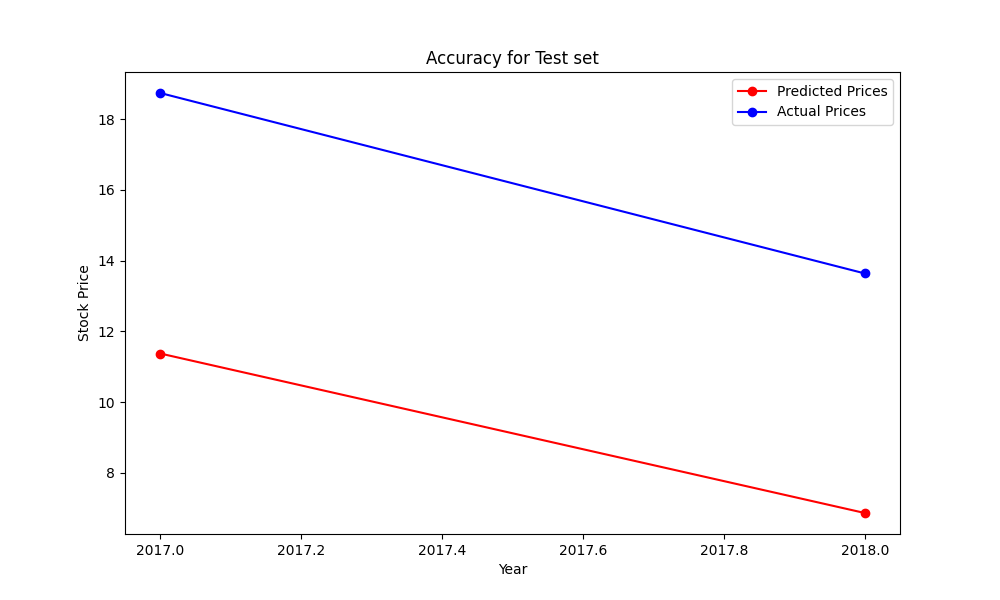 Accuracy for Test set
Predicted Prices
Actual Prices
18
16
14
12
10
8
Stock Price
2017.0 2017.2 2017.4 2017.6 2017.8 2018.0
Year